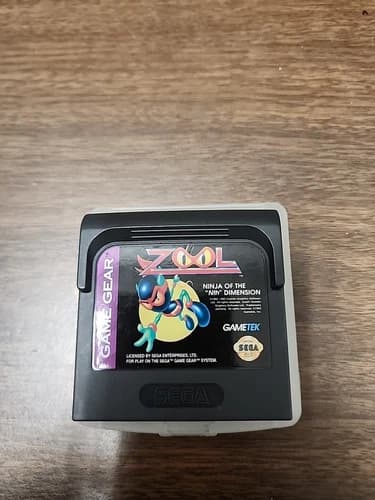 ZOOL
NINJA OF THE
"Nth" DIMENSION
GAME GEAR
GAMETEK
SEGA
LICENSED BY SEGA ENTERPRISES, LTD.
FOR PLAY ON THE SEGA™ GAME GEAR™ SYSTEM.
SEGA